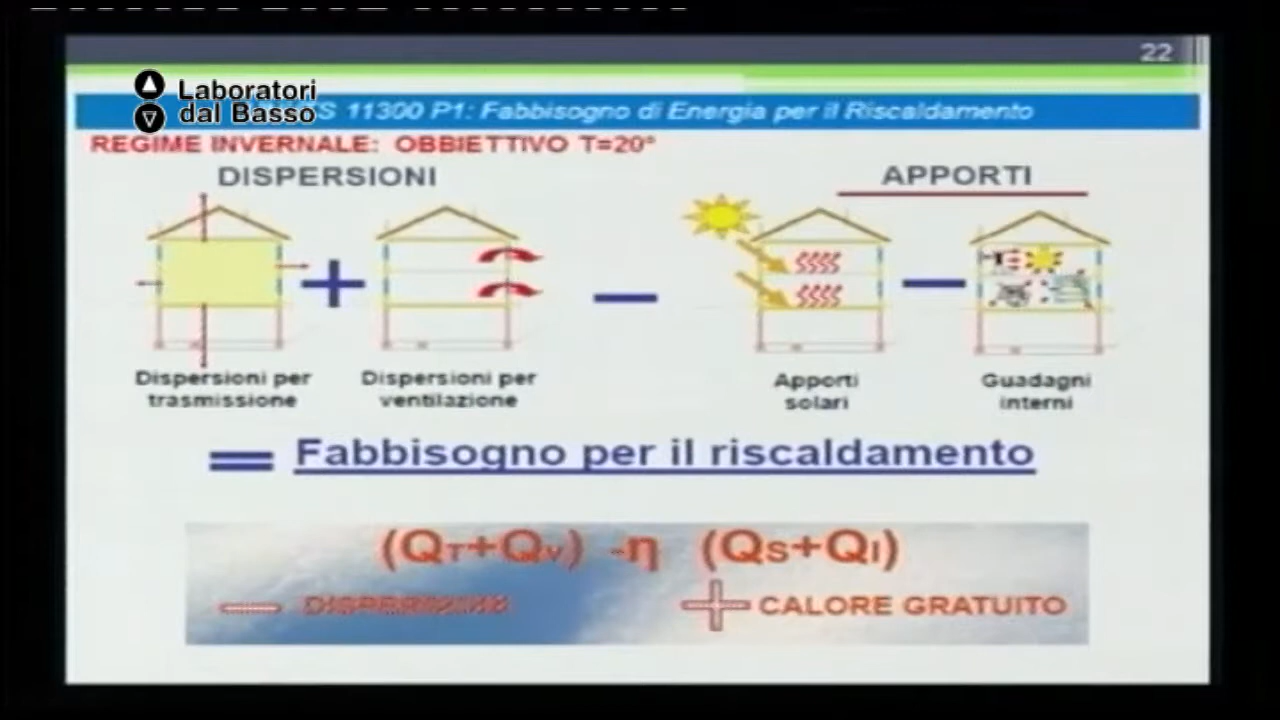 22
Laboratori
dal Basso
11300 P1: Fabbisogno di Energia per il Riscaldamento
REGIME INVERNALE: OBBIETTIVO T=20°
DISPERSIONI
APPORTI
+
–
–
Dispersioni per
trasmissione
Dispersioni per
ventilazione
Apporti
solari
Guadagni
interni
= Fabbisogno per il riscaldamento
(QT+QV) -η (QS+QI)
– DISPERSIONI
+ CALORE GRATUITO